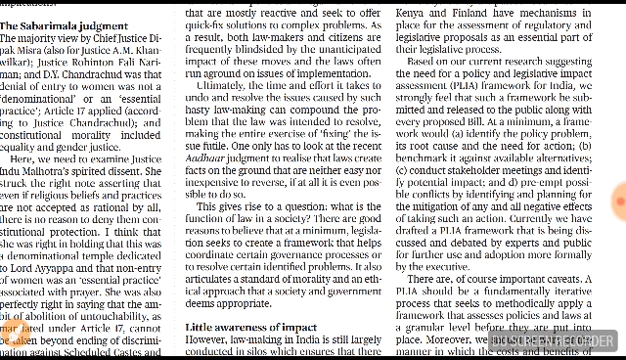 The Sabarimala judgment
The majority view by Chief Justice Di-
pak Misra (also for Justice A.M. Khan-
wilkar); Justice Rohinton Fali Nari-
man; and D.Y. Chandrachud was that
denial of entry to women was not a
'denominational' or an 'essential
practice'; Article 17 applied (accord-
ing to Justice Chandrachud); and
constitutional morality included
equality and gender justice.
Here, we need to examine Justice
Indu Malhotra's spirited dissent. She
struck the right note asserting that
even if religious beliefs and practices
are not accepted as rational by all,
there is no reason to deny them con-
stitutional protection. I think that
she was right in holding that this was
a denominational temple dedicated
to Lord Ayyappa and that non-entry
of women was an 'essential practice'
associated with prayer. She was also
perfectly right in saying that the am-
bit of abolition of untouchability, as
under Article 17, cannot
taken beyond ending of discrimi-
nation against Scheduled Castes and
that are mostly reactive and seek to offer
quick-fix solutions to complex problems. As
a result, both law-makers and citizens are
frequently blindsided by the unanticipated
impact of these moves and the laws often
run aground on issues of implementation.
Ultimately, the time and effort it takes to
undo and resolve the issues caused by such
hasty law-making can compound the pro-
blem that the law was intended to resolve,
making the entire exercise of 'fixing' the is-
sue futile. One only has to look at the recent
Aadhaar judgment to realise that laws create
facts on the ground that are neither easy nor
inexpensive to reverse, if at all it is even pos-
sible to do so.
This gives rise to a question: what is the
function of law in a society? There are good
reasons to believe that at a minimum, legisla-
tion seeks to create a framework that helps
coordinate certain governance processes or
to resolve certain identified problems. It also
articulates a standard of morality and an eth-
ical approach that a society and government
deems appropriate.
Little awareness of impact
However, law-making in India is still largely
conducted in silos which ensures that there
Kenya and Finland have mechanisms in
place for the assessment of regulatory and
legislative proposals as an essential part of
their legislative process.
Based on our current research suggesting
the need for a policy and legislative impact
assessment (PLIA) framework for India, we
strongly feel that such a framework be sub-
mitted and released to the public along with
every proposed Bill. At a minimum, a frame-
work would (a) identify the policy problem,
its root cause and the need for action; (b)
benchmark it against available alternatives;
(c) conduct stakeholder meetings and identi-
fy potential impact; and d) pre-empt possi-
ble conflicts by identifying and planning for
the mitigation of any and all negative effects
of taking such an action. Currently we have
drafted a PLIA framework that is being dis-
cussed and debated by experts and public
for further use and adoption more formally
by the executive.
There are, of course important caveats. A
PLIA should be a fundamentally iterative
process that seeks to methodically apply a
framework that assesses policies and laws at
a granular level before they are put into
place. Moreover, we
manner in which the costs and benefits of
DU SCREEN RECORDER